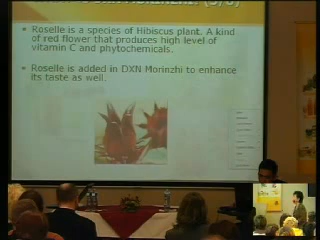 Roselle is a species of Hibiscus plant. A kind
of red flower that produces high level of
vitamin C and phytochemicals.
Roselle is added in DXN Morinzhi to enhance
its taste as well.